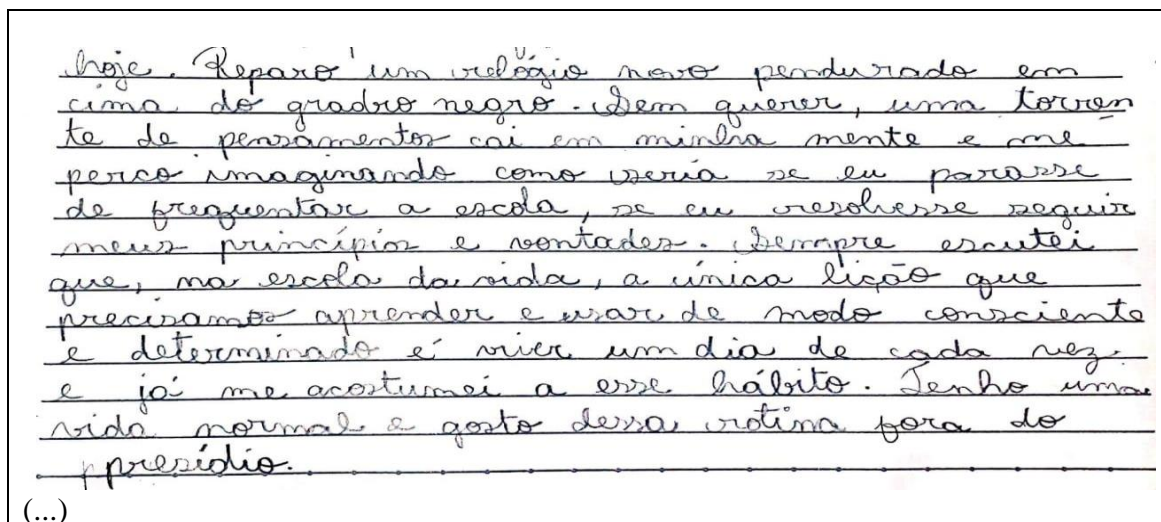 hoje. Reparo um relógio novo pendurado em
cima do gradro negro. Sem querer, uma torren
te de pensamentos cai em minha mente e me
perco imaginando como seria se eu parasse
de frequentar a escola, se eu resolvesse seguir
meus princípios e vontades. Sempre escutei
que, na escola da vida, a única lição que
precisamos aprender e usar de modo consciente
e determinado é viver um dia de cada vez
e já me acostumei a esse hábito. Tenho uma
vida normal e gosto dessa rotina fora do
presídio.
(...)